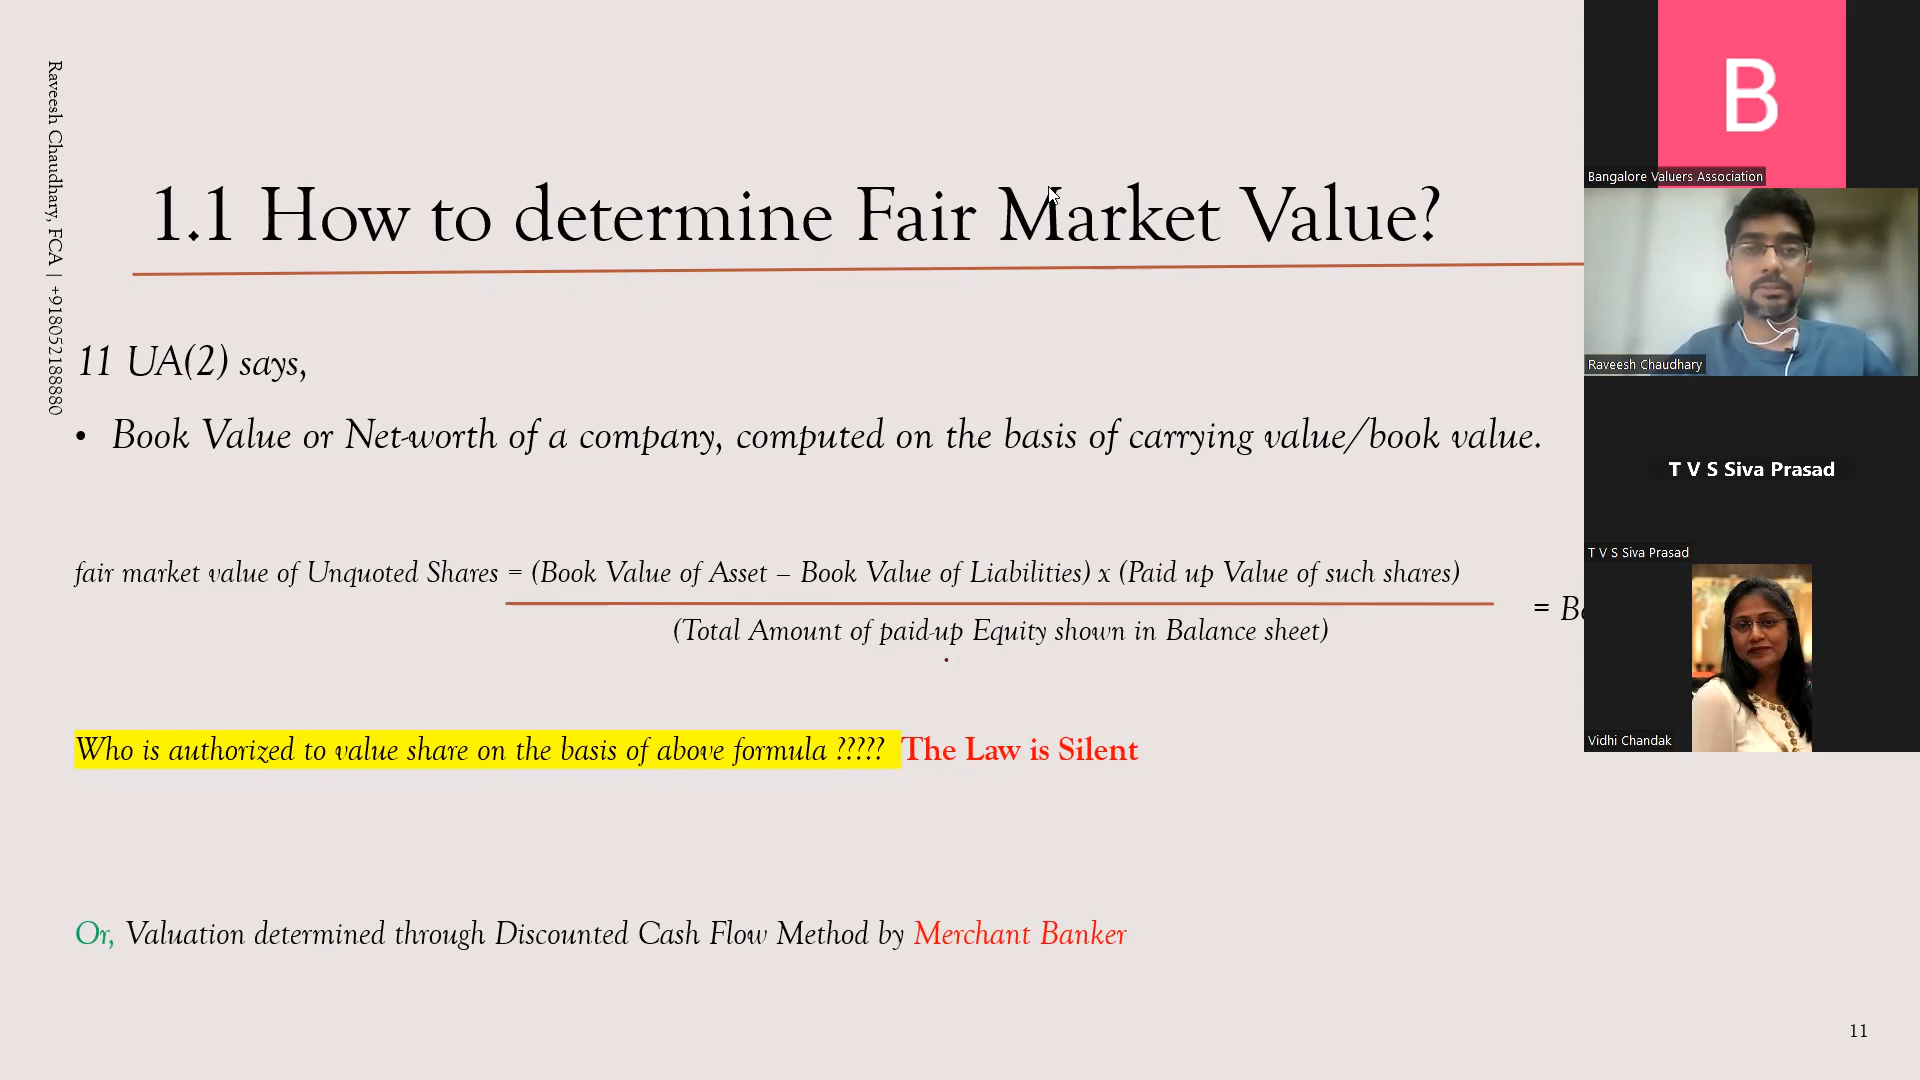 Raveesh Chaudhary, FCA | +918052188880
1.1 How to determine Fair Market Value?
11 UA(2) says,
• Book Value or Net-worth of a company, computed on the basis of carrying value/book value.
fair market value of Unquoted Shares = (Book Value of Asset – Book Value of Liabilities) x (Paid up Value of such shares)
(Total Amount of paid-up Equity shown in Balance sheet)
=
Who is authorized to value share on the basis of above formula ????? The Law is Silent
Or, Valuation determined through Discounted Cash Flow Method by Merchant Banker
11
B
Bangalore Valuers Association
Raveesh Chaudhary
T V S Siva Prasad
T V S Siva Prasad
Vidhi Chandak